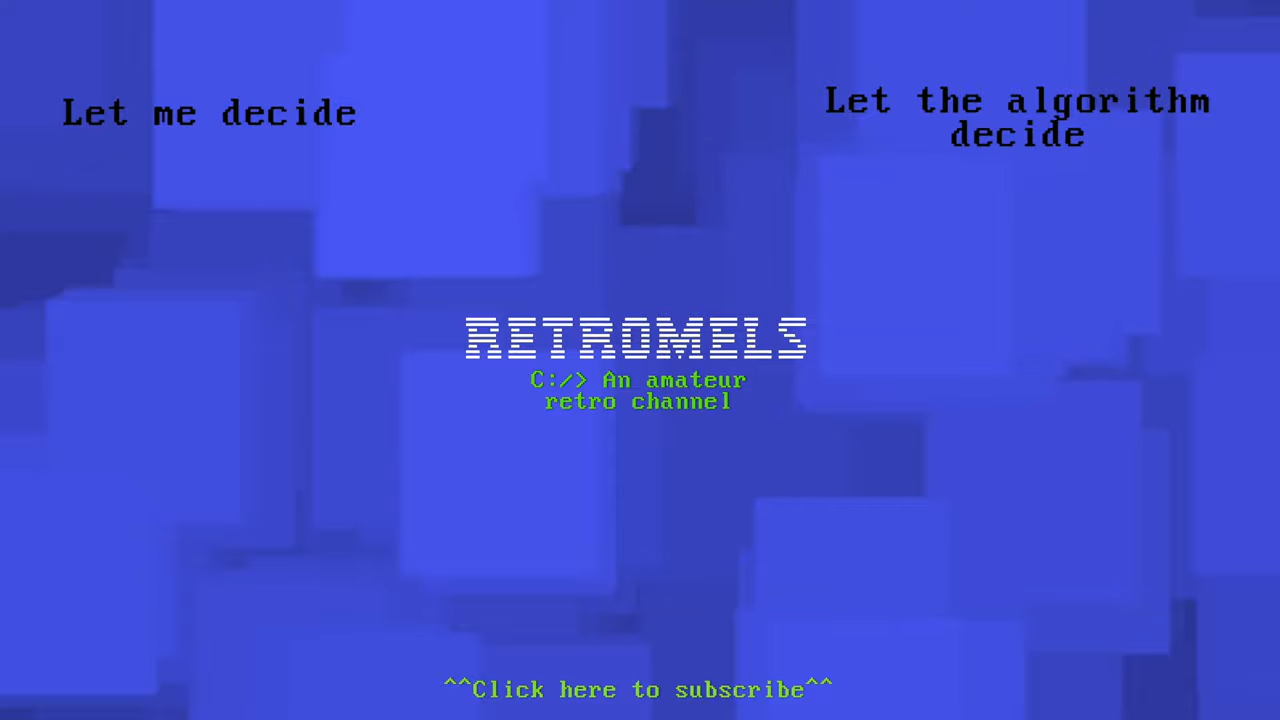 Let me decide
Let the algorithm
decide
RETROMELS
C:/> An amateur
retro channel
^^Click here to subscribe^^